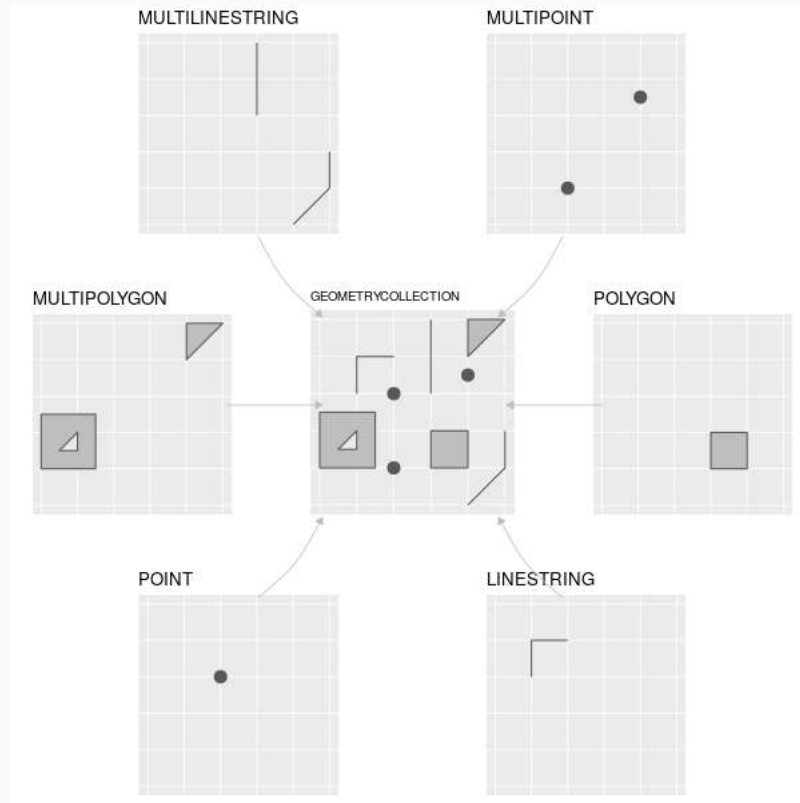 MULTILINESTRING
MULTIPOINT
MULTIPOLYGON
GEOMETRYCOLLECTION
POLYGON
POINT
LINESTRING